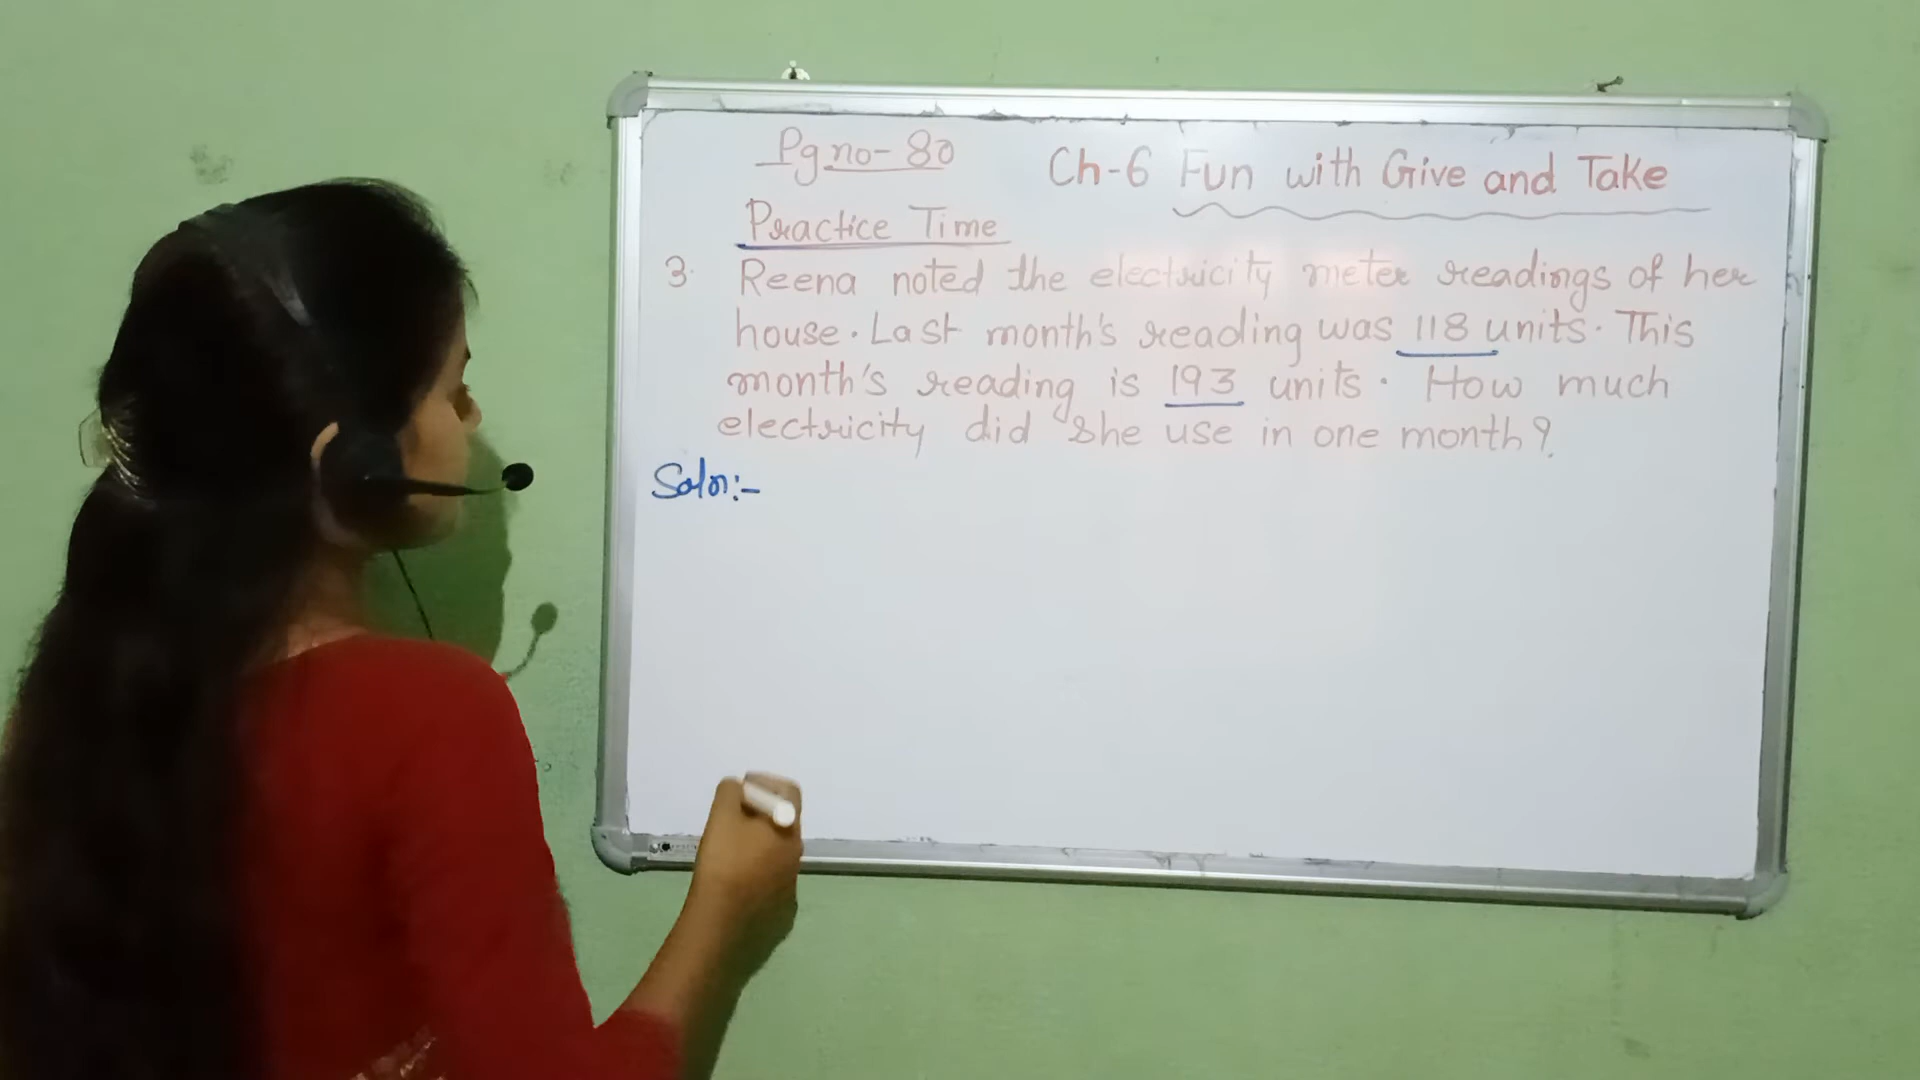 Pg no- 80
Ch-6 Fun with Give and Take
Practice Time
3. Reena noted the electricity meter readings of her
house. Last month's reading was 118 units. This
month's reading is 193 units. How much
electricity did she use in one month?
Soln:-